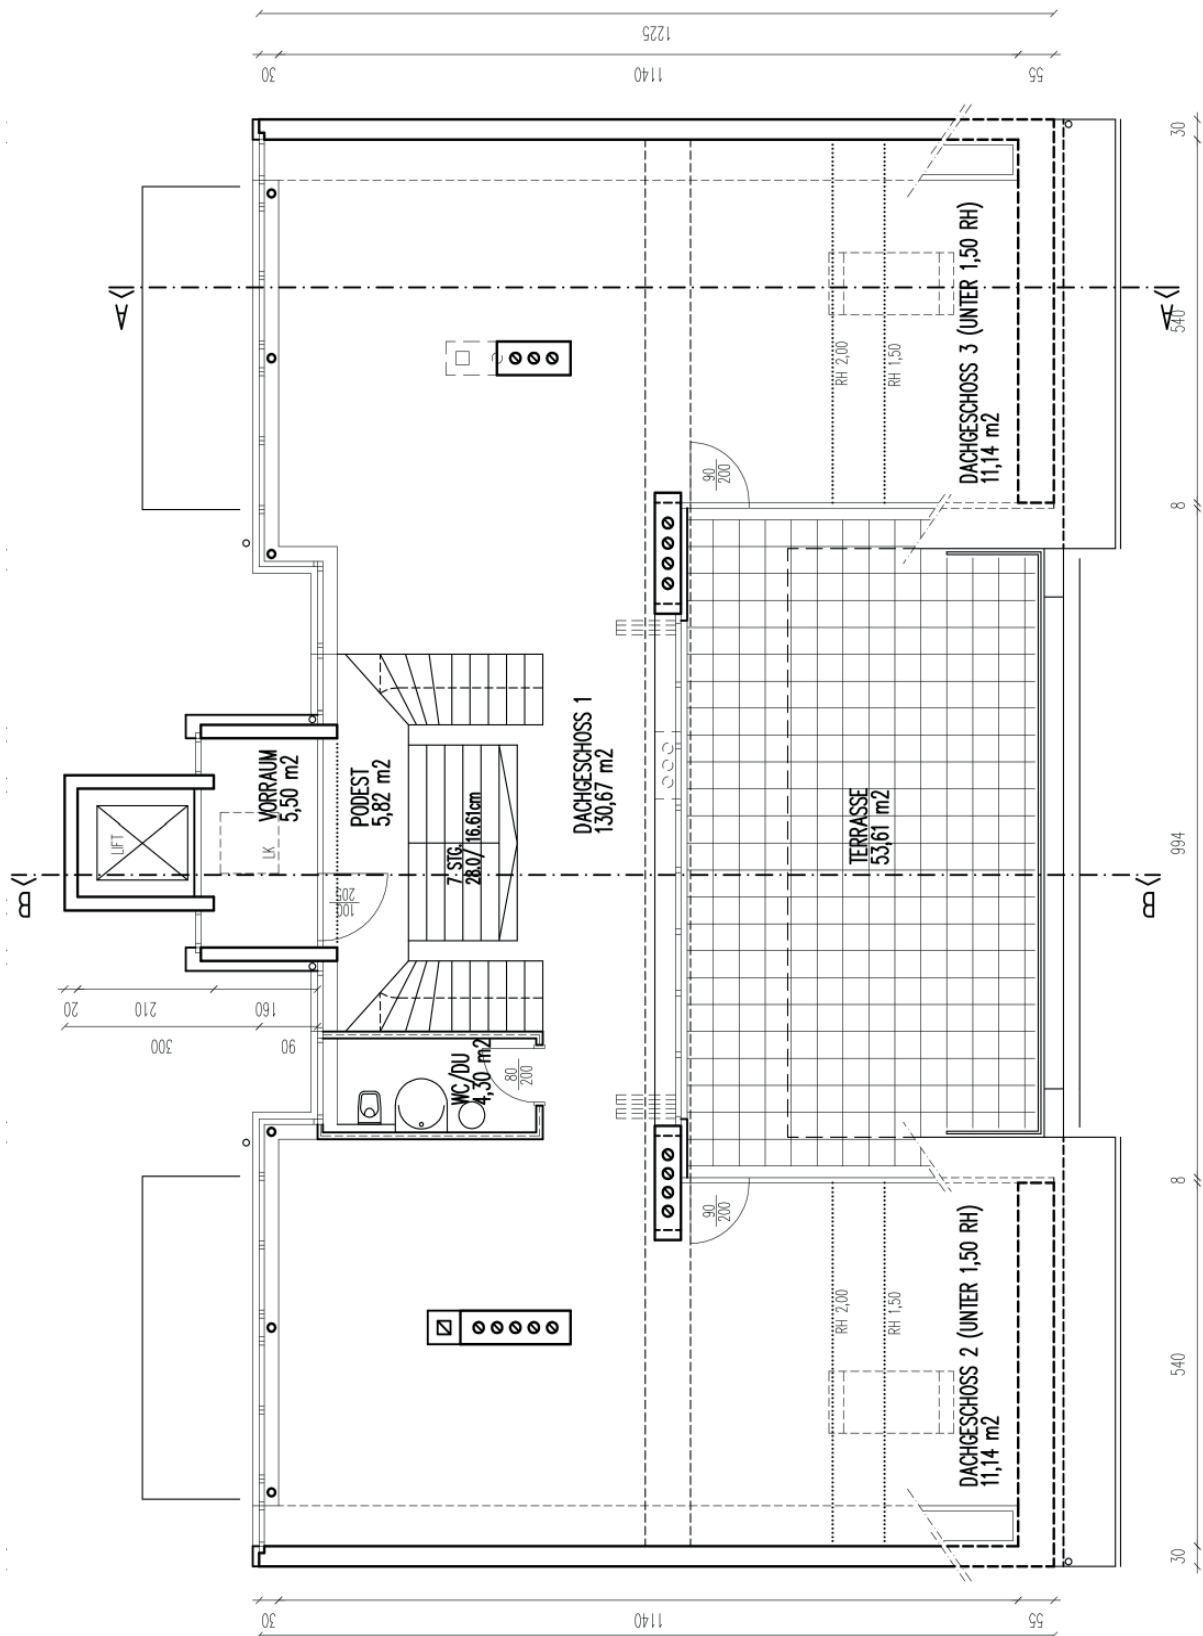 1225
30
1140
55
30
A
A
540
DACHGESCHOSS 3 (UNTER 1,50 RH)
11,14 m2
RH 2,00
RH 1,50
90
200
8
DACHGESCHOSS 1
130,67 m2
VORRAUM
5,50 m2
PODEST
5,82 m2
LIFT
LK
7 STG.
28.0/ 16.61cm
TERRASSE
53,61 m2
994
B
B
100
205
20
210
160
300
90
WC/DU
4,30 m2
80
200
90
200
8
RH 2,00
RH 1,50
DACHGESCHOSS 2 (UNTER 1,50 RH)
11,14 m2
540
30
30
1140
55